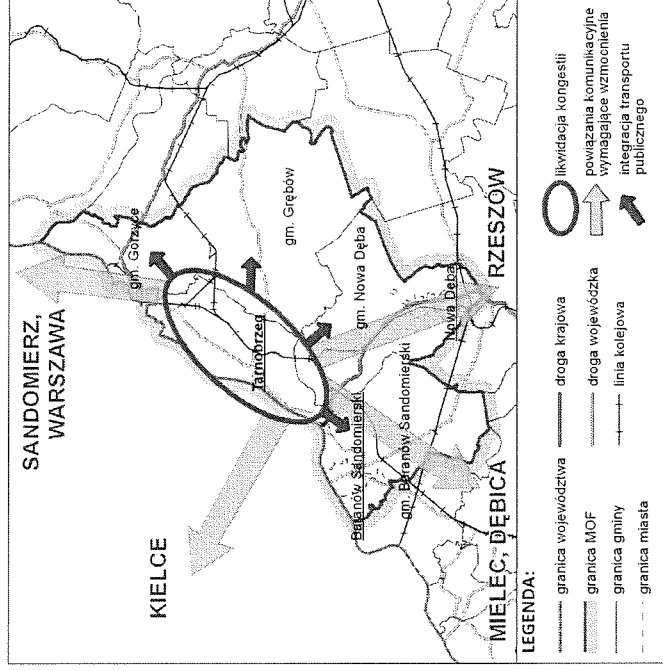 SANDOMIERZ,
WARSZAWA
KIELCE
gm. Gorzyce
gm. Grębów
Tarnobrzeg
gm. Nowa Dęba
Nowa Dęba
Baranów Sandomierski
gm. Baranów Sandomierski
MIELEC, DĘBICA
RZESZÓW
LEGENDA:
granica województwa
granica MOF
granica gminy
granica miasta
droga krajowa
droga wojewódzka
linia kolejowa
likwidacja kongestii
powiązania komunikacyjne
wymagające wzmocnienia
integracja transportu
publicznego